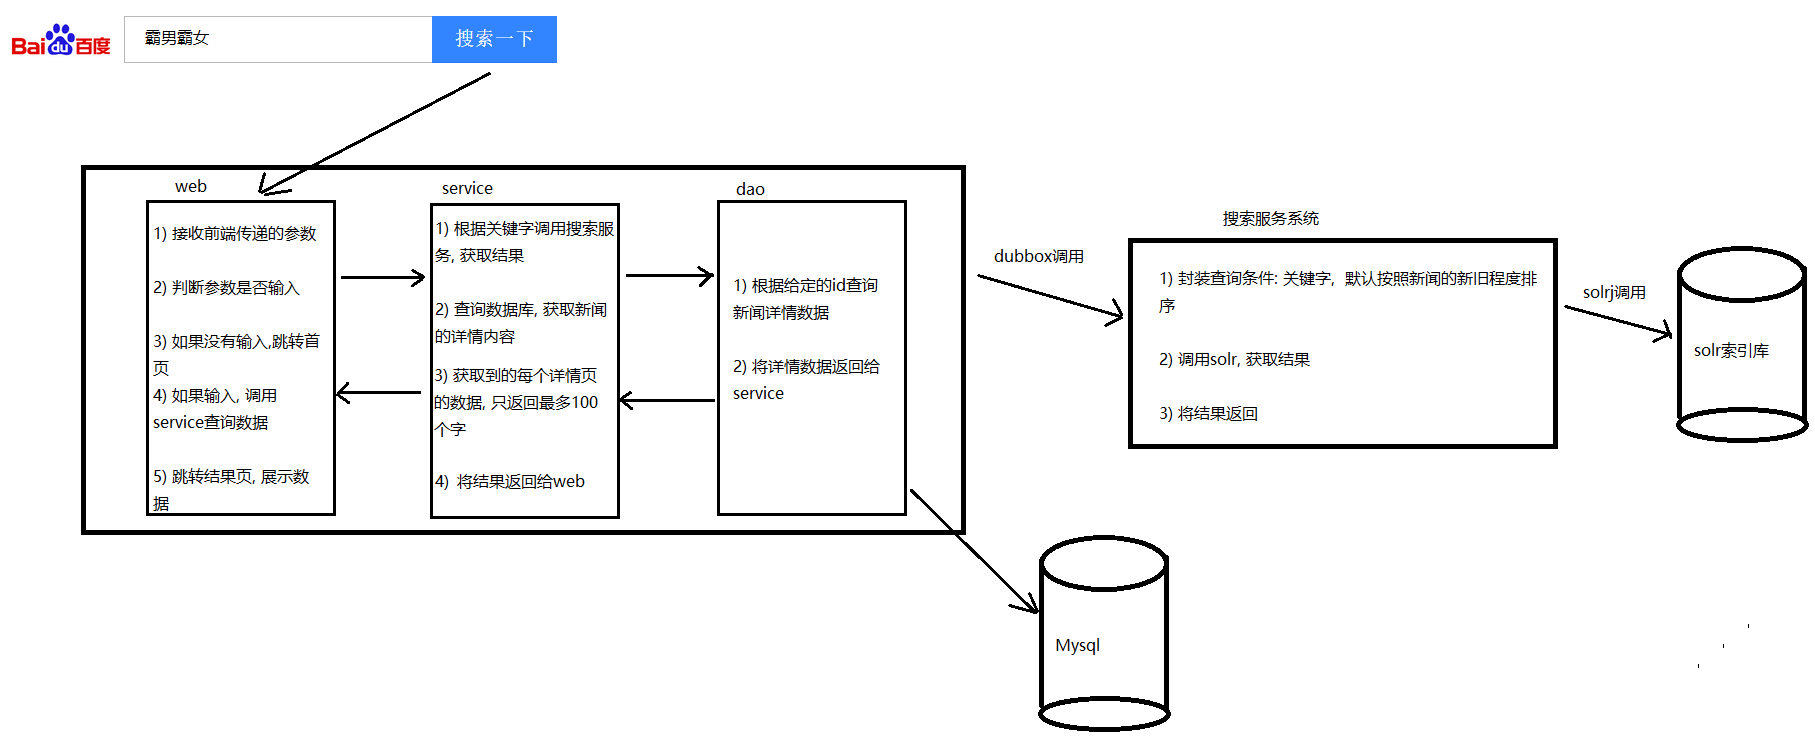 Bai du 百度
霸男霸女
搜索一下
web
1) 接收前端传递的参数
2) 判断参数是否输入
3) 如果没有输入,跳转首
页
4) 如果输入, 调用
service查询数据
5) 跳转结果页, 展示数
据
service
1) 根据关键字调用搜索服
务, 获取结果
2) 查询数据库, 获取新闻
的详情内容
3) 获取到的每个详情页
的数据, 只返回最多100
个字
4) 将结果返回给web
dao
1) 根据给定的id查询
新闻详情数据
2) 将详情数据返回给
service
dubbox调用
搜索服务系统
1) 封装查询条件: 关键字, 默认按照新闻的新旧程度排
序
2) 调用solr, 获取结果
3) 将结果返回
solrj调用
solr索引库
Mysql